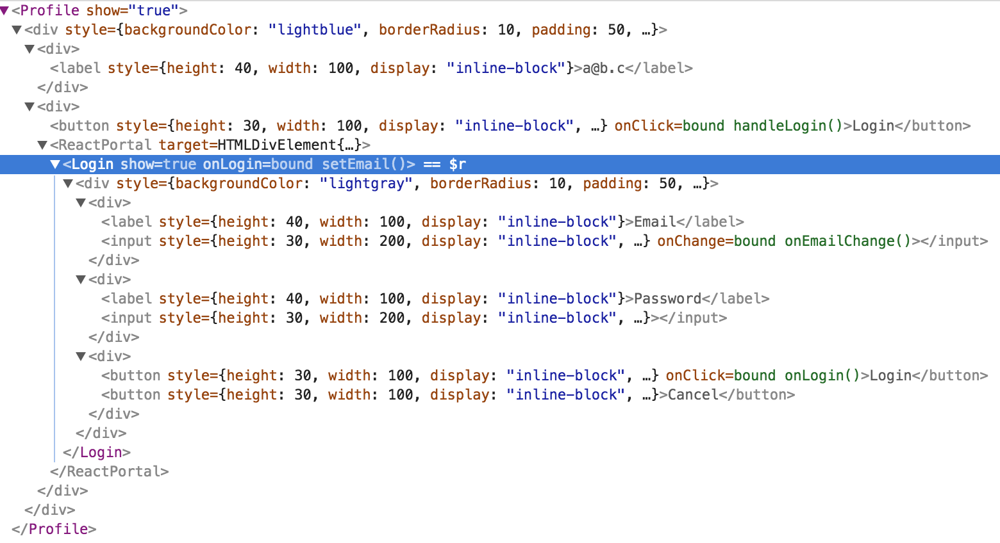 ▼<Profile show="true">
▼<div style={backgroundColor: "lightblue", borderRadius: 10, padding: 50, …}>
▼<div>
<label style={height: 40, width: 100, display: "inline-block"}>a@b.c</label>
</div>
▼<div>
<button style={height: 30, width: 100, display: "inline-block", …} onClick=bound handleLogin()>Login</button>
▼<ReactPortal target=HTMLDivElement{…}>
▼<Login show=true onLogin=bound setEmail()> == $r
▼<div style={backgroundColor: "lightgray", borderRadius: 10, padding: 50, …}>
▼<div>
<label style={height: 40, width: 100, display: "inline-block"}>Email</label>
<input style={height: 30, width: 200, display: "inline-block", …} onChange=bound onEmailChange()></input>
</div>
▼<div>
<label style={height: 40, width: 100, display: "inline-block"}>Password</label>
<input style={height: 30, width: 200, display: "inline-block", …}></input>
</div>
▼<div>
<button style={height: 30, width: 100, display: "inline-block", …} onClick=bound onLogin()>Login</button>
<button style={height: 30, width: 100, display: "inline-block", …}>Cancel</button>
</div>
</div>
</Login>
</ReactPortal>
</div>
</div>
</Profile>